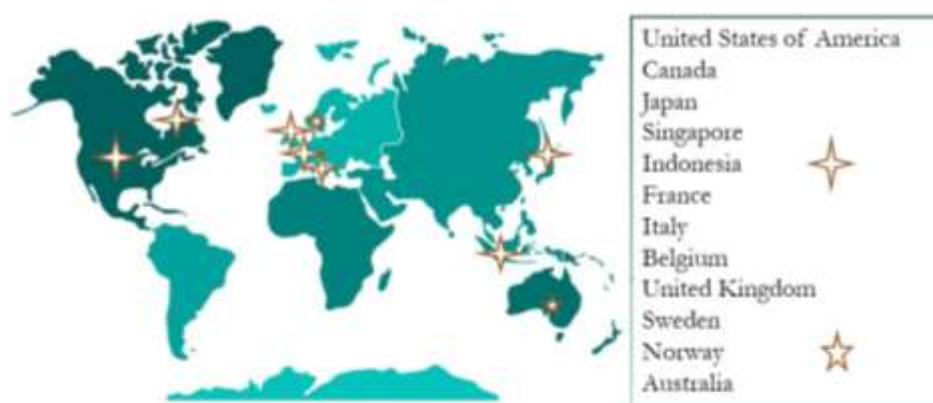 United States of America
Canada
Japan
Singapore
Indonesia
France
Italy
Belgium
United Kingdom
Sweden
Norway
Australia